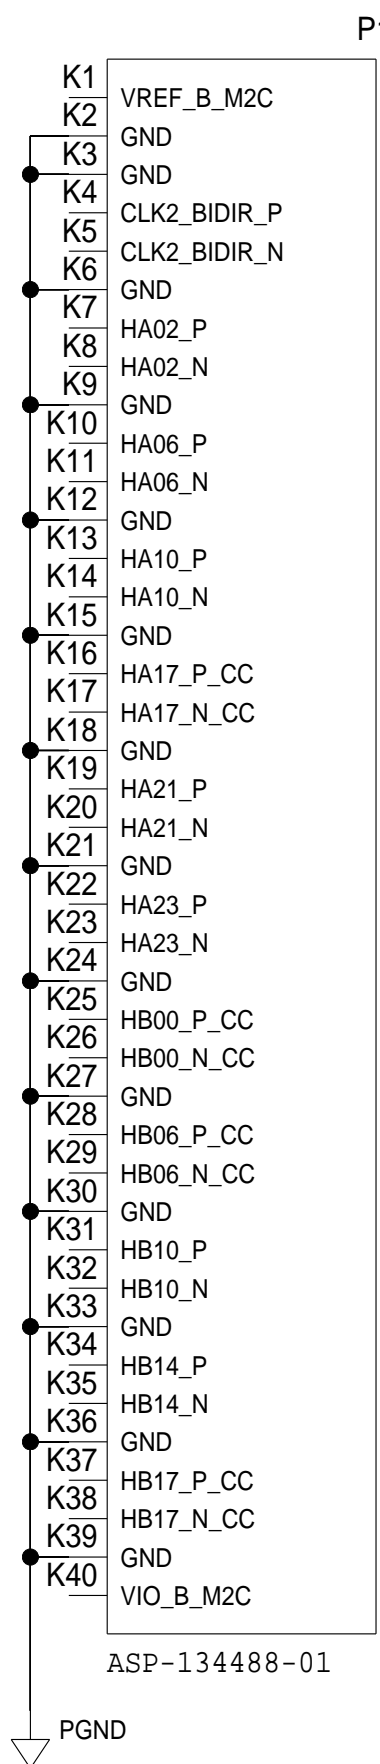 P1
K1 VREF_B_M2C
K2 GND
K3 GND
K4 CLK2_BIDIR_P
K5 CLK2_BIDIR_N
K6 GND
K7 HA02_P
K8 HA02_N
K9 GND
K10 HA06_P
K11 HA06_N
K12 GND
K13 HA10_P
K14 HA10_N
K15 GND
K16 HA17_P_CC
K17 HA17_N_CC
K18 GND
K19 HA21_P
K20 HA21_N
K21 GND
K22 HA23_P
K23 HA23_N
K24 GND
K25 HB00_P_CC
K26 HB00_N_CC
K27 GND
K28 HB06_P_CC
K29 HB06_N_CC
K30 GND
K31 HB10_P
K32 HB10_N
K33 GND
K34 HB14_P
K35 HB14_N
K36 GND
K37 HB17_P_CC
K38 HB17_N_CC
K39 GND
K40 VIO_B_M2C
ASP-134488-01
PGND